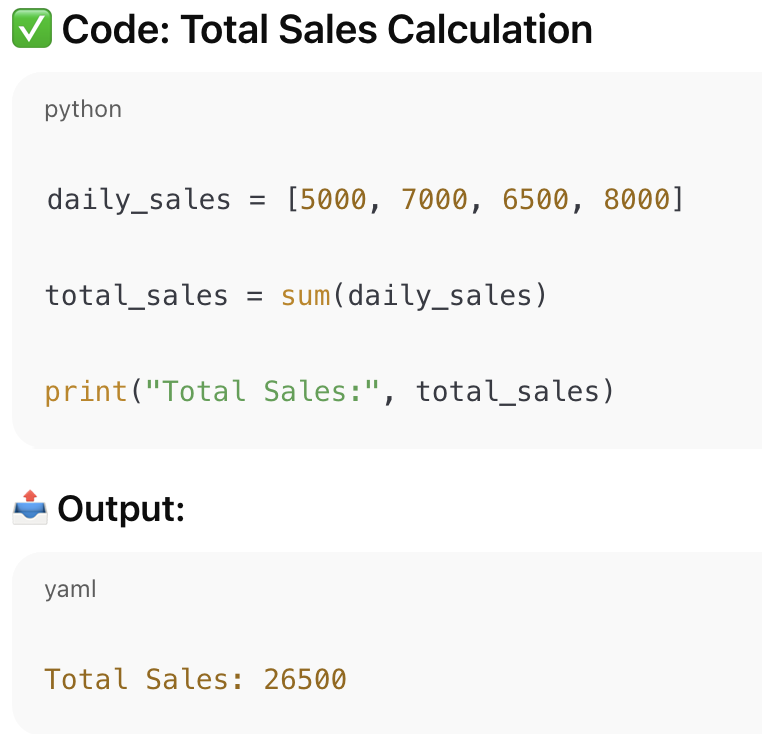 ✅ Code: Total Sales Calculation
python
daily_sales = [5000, 7000, 6500, 8000]
total_sales = sum(daily_sales)
print("Total Sales:", total_sales)
📤 Output:
yaml
Total Sales: 26500